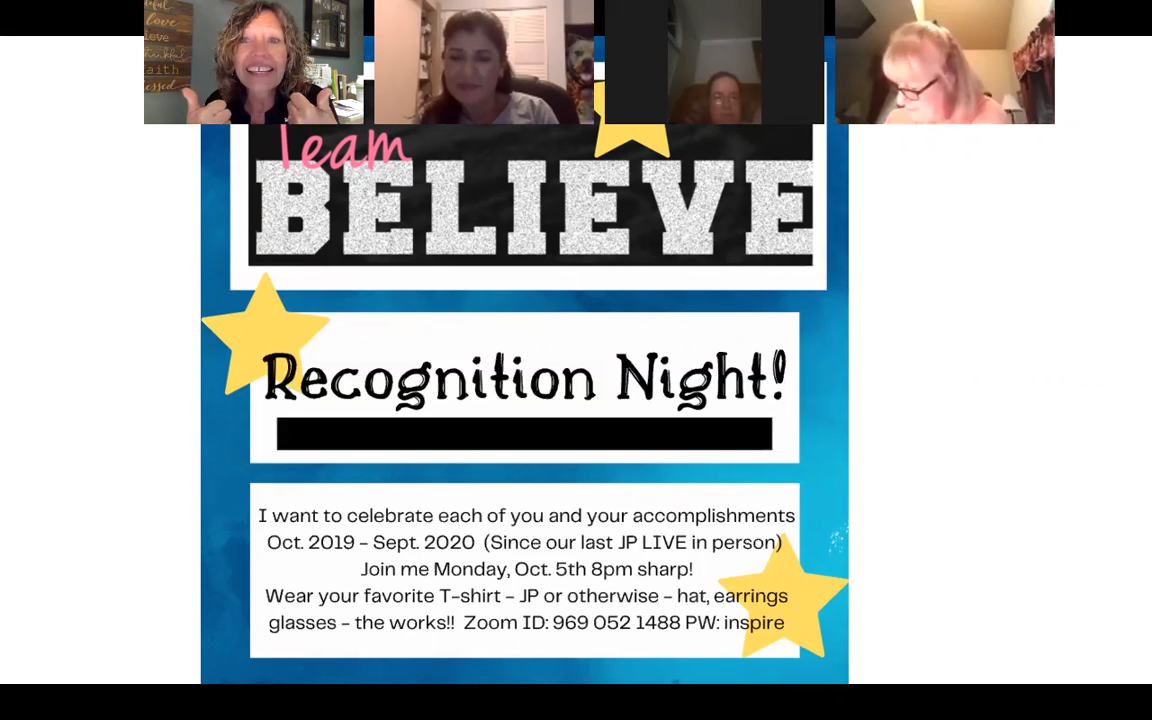 Love
faith
Team
BELIEVE
Recognition Night!
I want to celebrate each of you and your accomplishments
Oct. 2019 - Sept. 2020 (Since our last JP LIVE in person)
Join me Monday, Oct. 5th 8pm sharp!
Wear your favorite T-shirt - JP or otherwise - hat, earrings
glasses - the works!! Zoom ID: 969 052 1488 PW: inspire